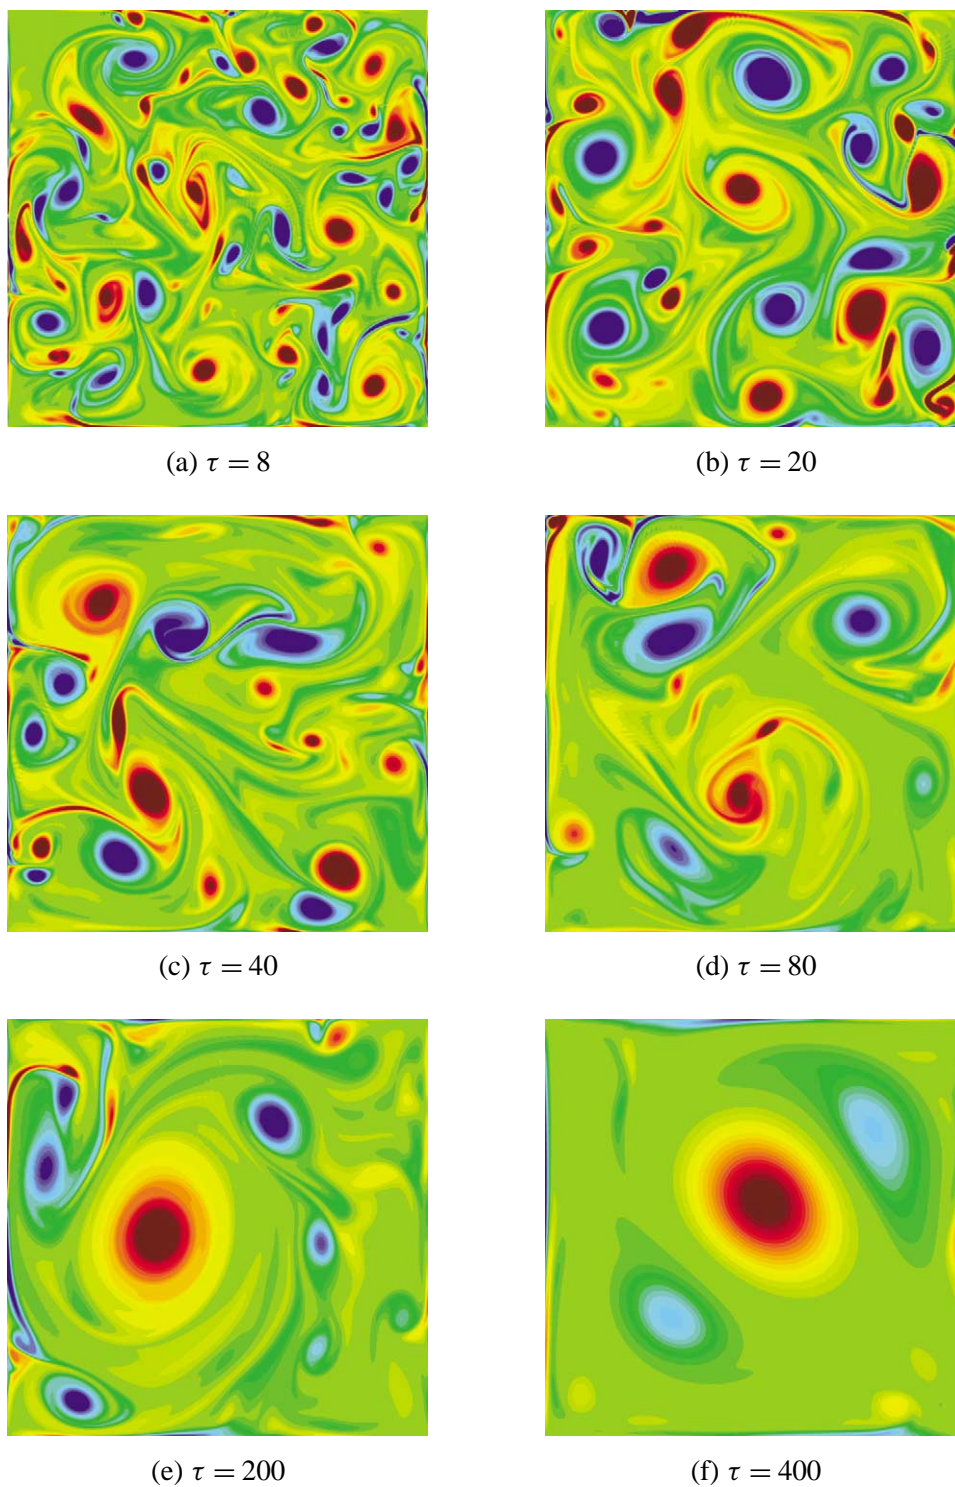 (a) τ = 8
(b) τ = 20
(c) τ = 40
(d) τ = 80
(e) τ = 200
(f) τ = 400